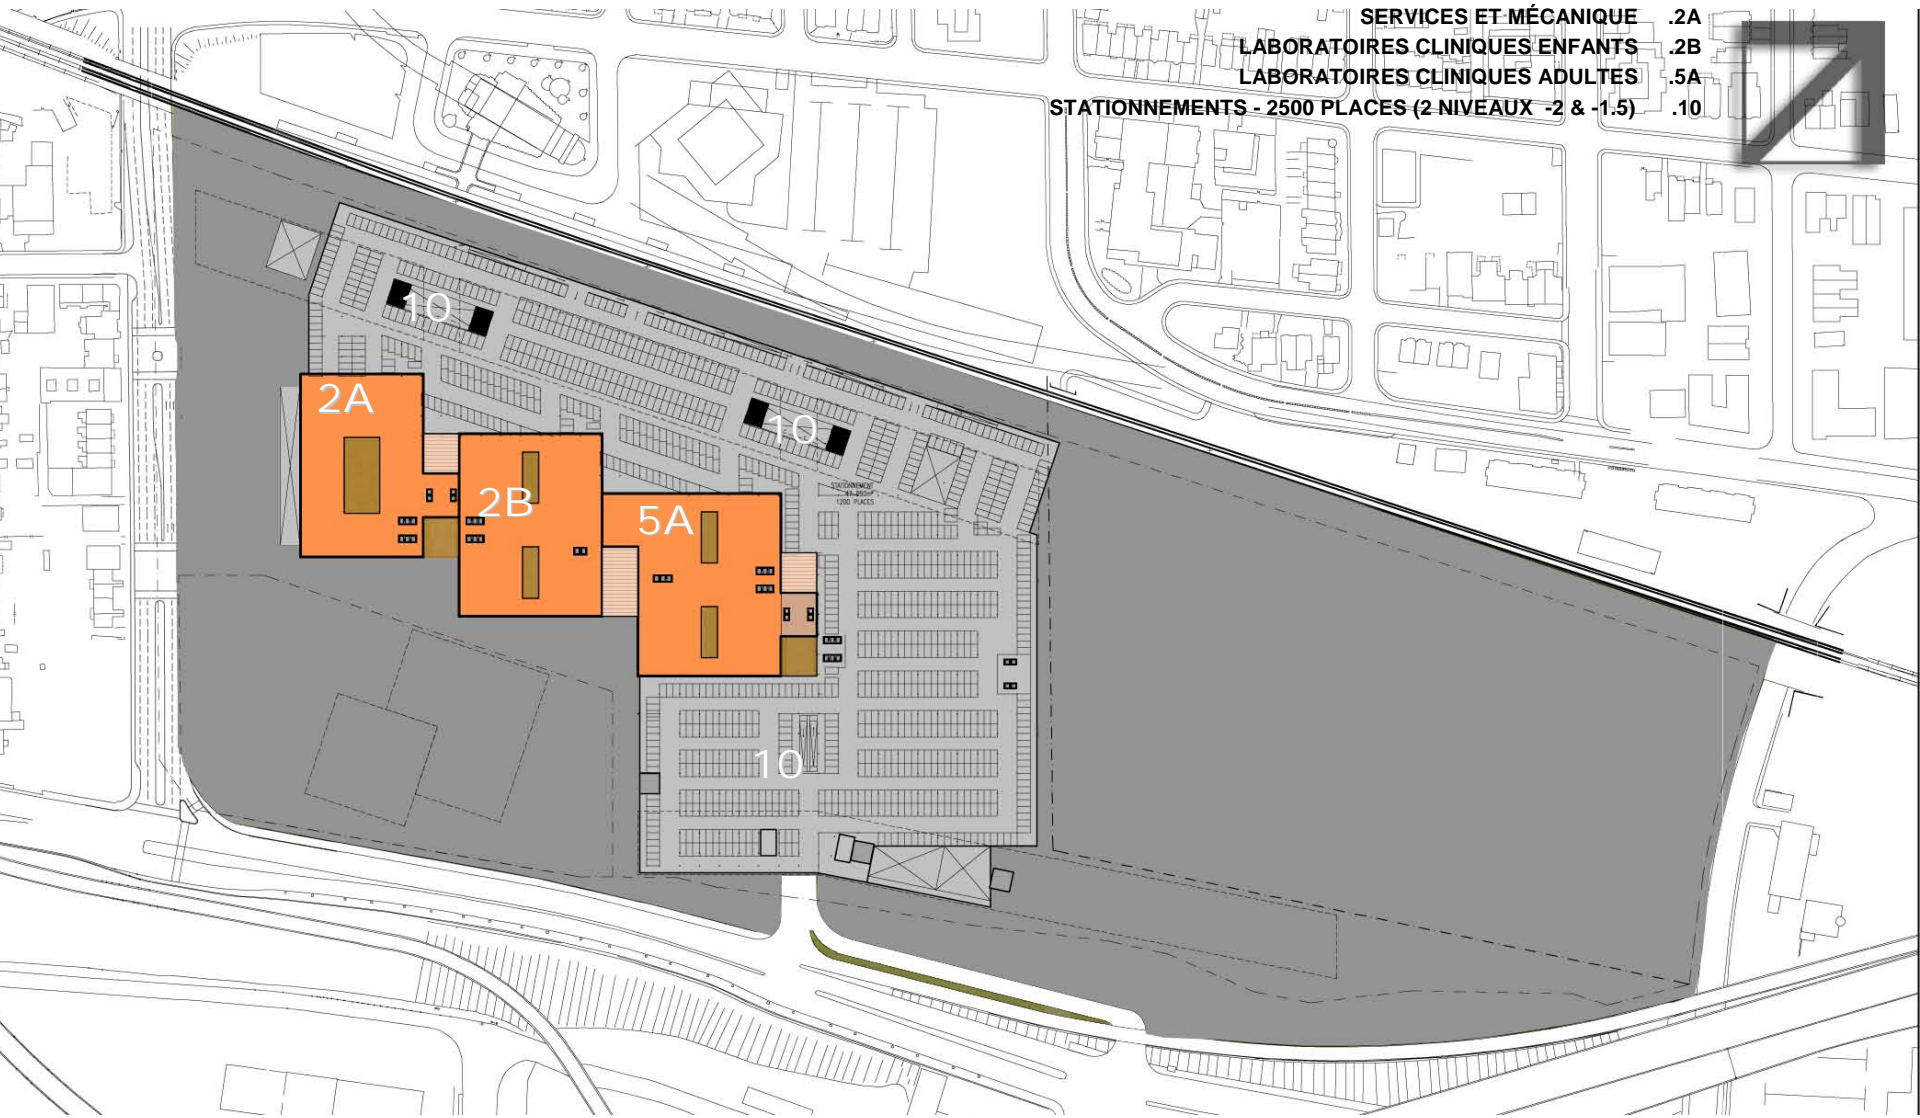 SERVICES ET MÉCANIQUE .2A
LABORATOIRES CLINIQUES ENFANTS .2B
LABORATOIRES CLINIQUES ADULTES .5A
STATIONNEMENTS - 2500 PLACES (2 NIVEAUX -2 & -1.5) .10
10
2A
10
2B
STATIONNEMENT
1200 PLACES
5A
10